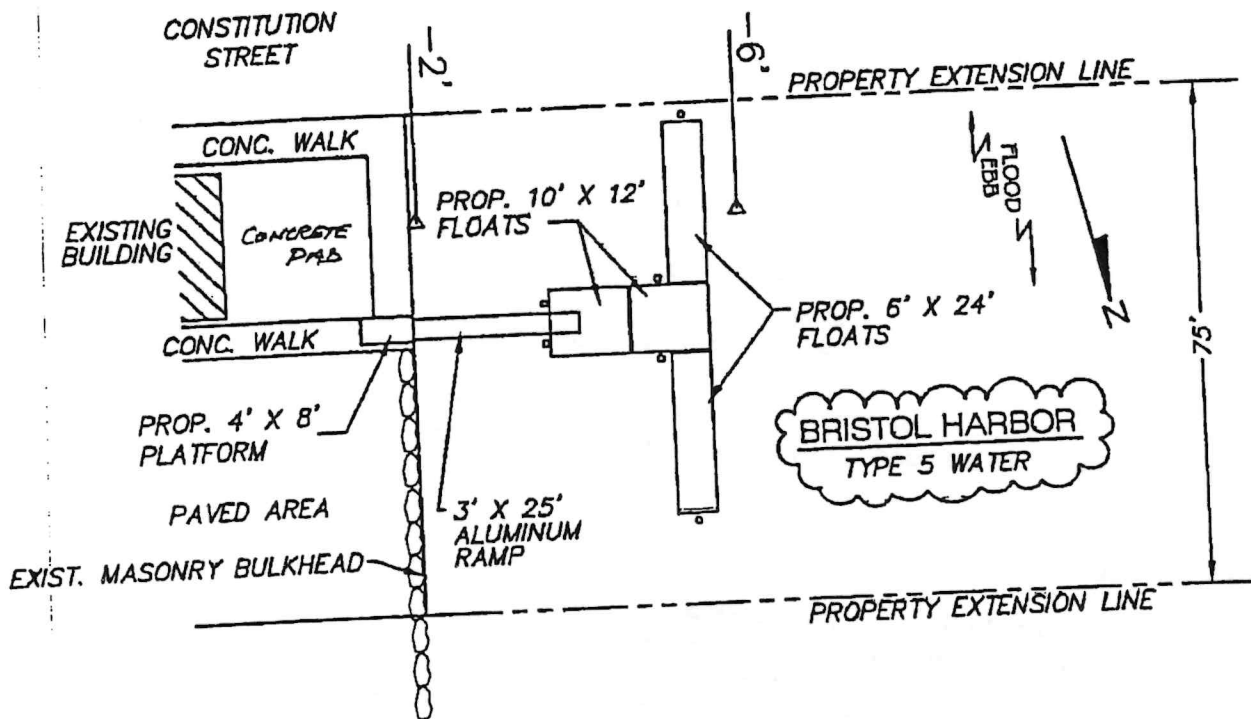 CONSTITUTION
STREET
-2'
-6'
PROPERTY EXTENSION LINE
CONC. WALK
PROP. 10' X 12'
FLOATS
FLOOD
EBB
EXISTING
BUILDING
CONCRETE
PAD
N
PROP. 6' X 24'
FLOATS
75'
CONC. WALK
PROP. 4' X 8'
PLATFORM
BRISTOL HARBOR
TYPE 5 WATER
PAVED AREA
3' X 25'
ALUMINUM
RAMP
EXIST. MASONRY BULKHEAD
PROPERTY EXTENSION LINE